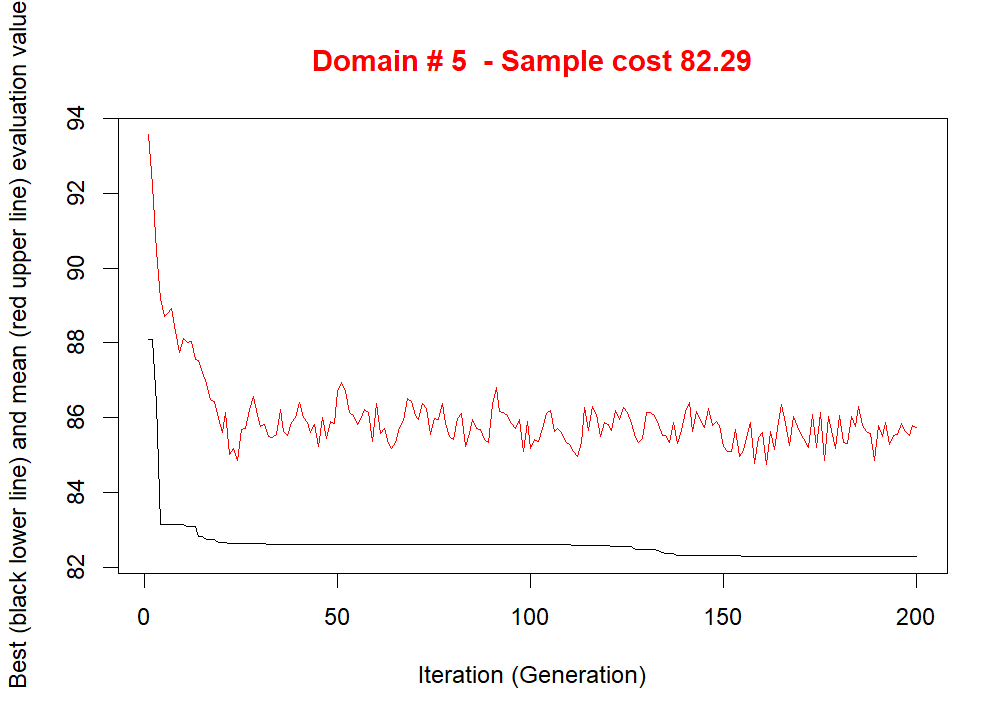 Domain # 5  - Sample cost 82.29
Best (black lower line) and mean (red upper line) evaluation value
94
92
90
88
86
84
82
0 50 100 150 200
Iteration (Generation)